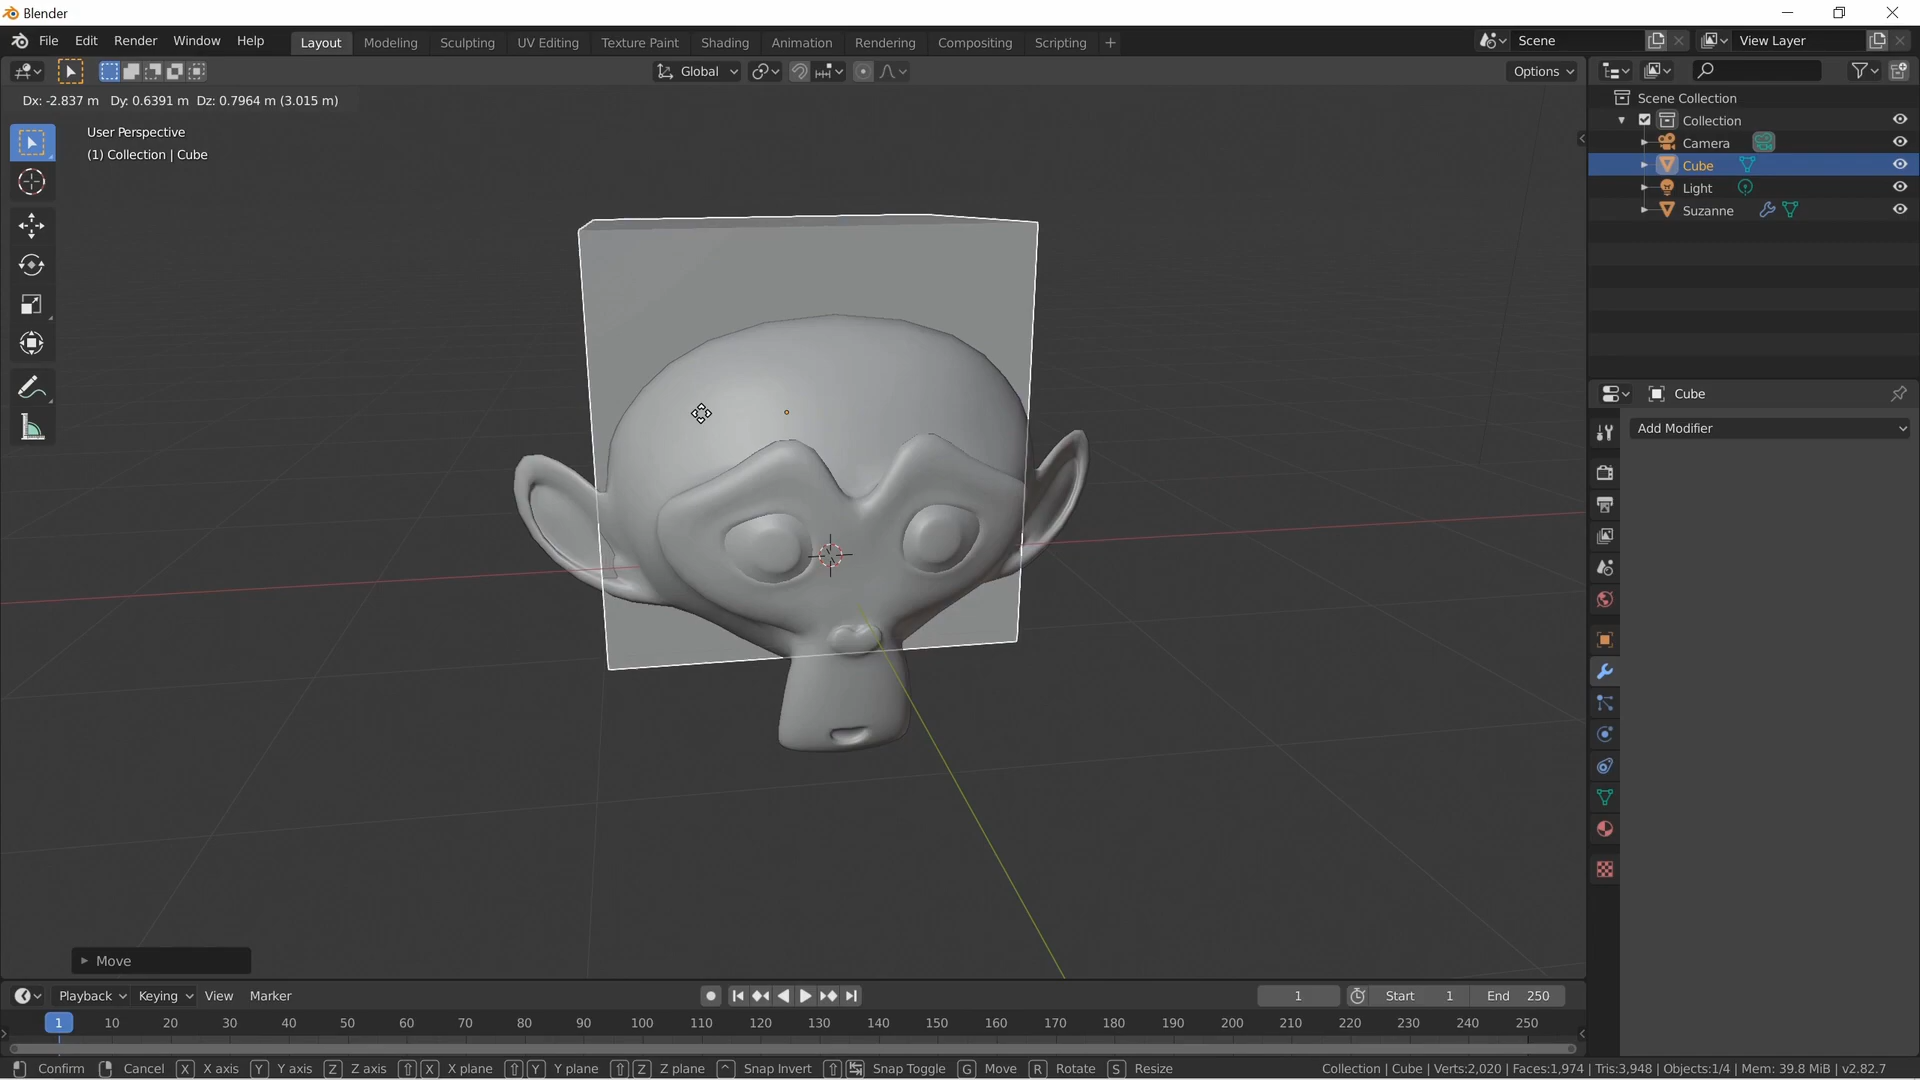 Blender
File Edit Render Window Help Layout Modeling Sculpting UV Editing Texture Paint Shading Animation Rendering Compositing Scripting + Scene View Layer
Global Options
Dx: -2.837 m Dy: 0.6391 m Dz: 0.7964 m (3.015 m)
User Perspective
(1) Collection | Cube
Scene Collection
Collection
Camera
Cube
Light
Suzanne
Cube
Add Modifier
Move
Playback Keying View Marker 1 Start 1 End 250
1 10 20 30 40 50 60 70 80 90 100 110 120 130 140 150 160 170 180 190 200 210 220 230 240 250
Confirm Cancel X X axis Y Y axis Z Z axis X X plane Y Y plane Z Z plane Snap Invert Snap Toggle G Move R Rotate S Resize Collection | Cube | Verts:2,020 | Faces:1,974 | Tris:3,948 | Objects:1/4 | Mem: 39.8 MiB | v2.82.7